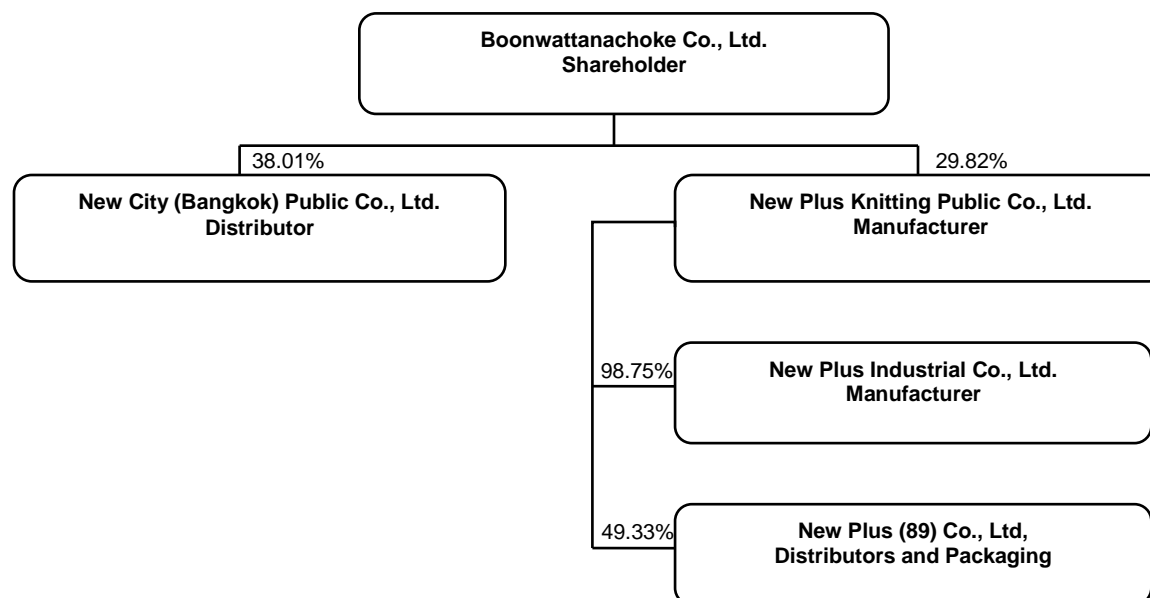 Boonwattanachoke Co., Ltd.
Shareholder
38.01%
29.82%
New City (Bangkok) Public Co., Ltd.
Distributor
New Plus Knitting Public Co., Ltd.
Manufacturer
98.75%
New Plus Industrial Co., Ltd.
Manufacturer
49.33%
New Plus (89) Co., Ltd,
Distributors and Packaging